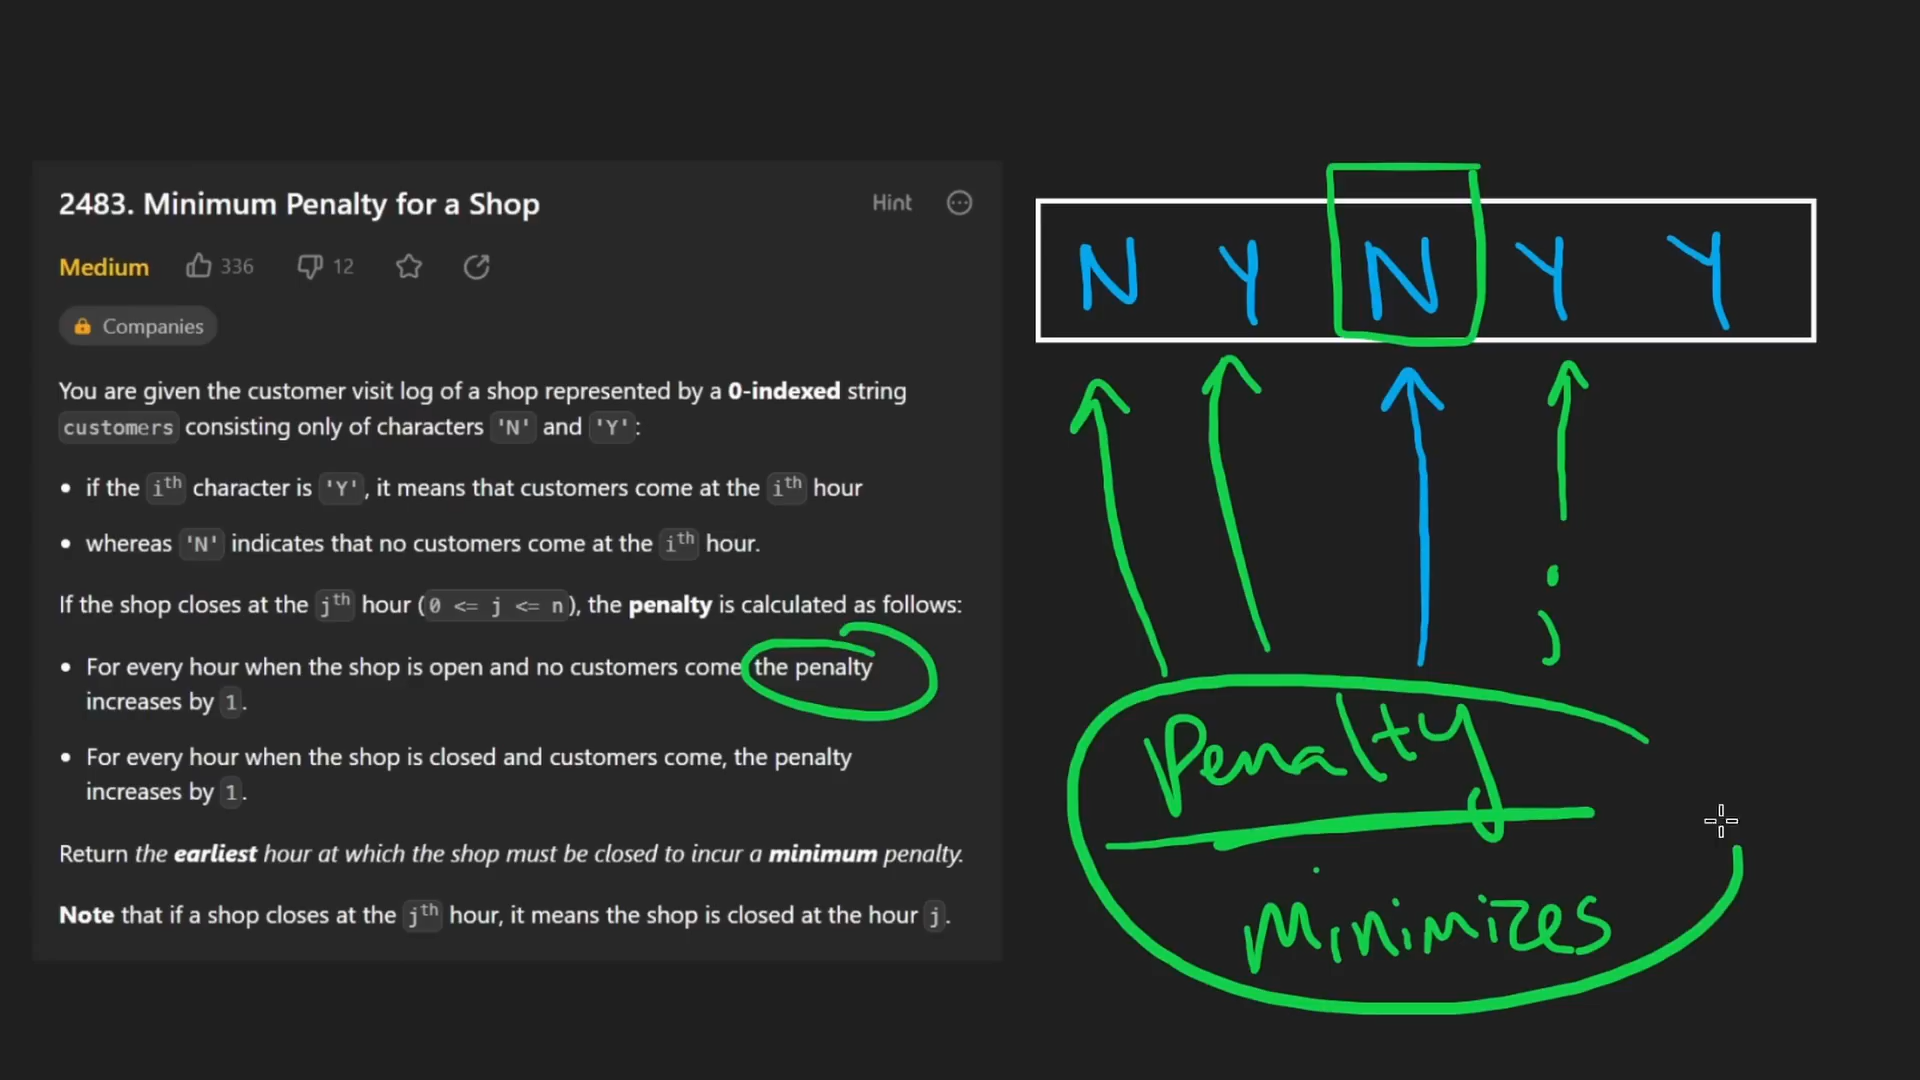 2483. Minimum Penalty for a Shop
Hint
Medium 336 12
Companies
You are given the customer visit log of a shop represented by a 0-indexed string
customers consisting only of characters 'N' and 'Y':
• if the ith character is 'Y', it means that customers come at the ith hour
• whereas 'N' indicates that no customers come at the ith hour.
If the shop closes at the jth hour (0 <= j <= n), the penalty is calculated as follows:
• For every hour when the shop is open and no customers come the penalty
increases by 1.
• For every hour when the shop is closed and customers come, the penalty
increases by 1.
Return the earliest hour at which the shop must be closed to incur a minimum penalty.
Note that if a shop closes at the jth hour, it means the shop is closed at the hour j.
N Y N Y Y
Penalty
Minimizes